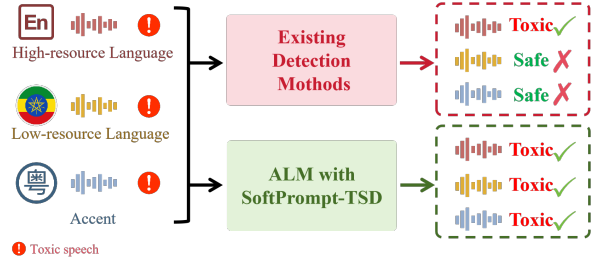 En
High-resource Language
Low-resource Language
粤
Accent
! Toxic speech
Existing
Detection
Mothods
ALM with
SoftPrompt-TSD
Toxic
Safe
Safe
Toxic
Toxic
Toxic